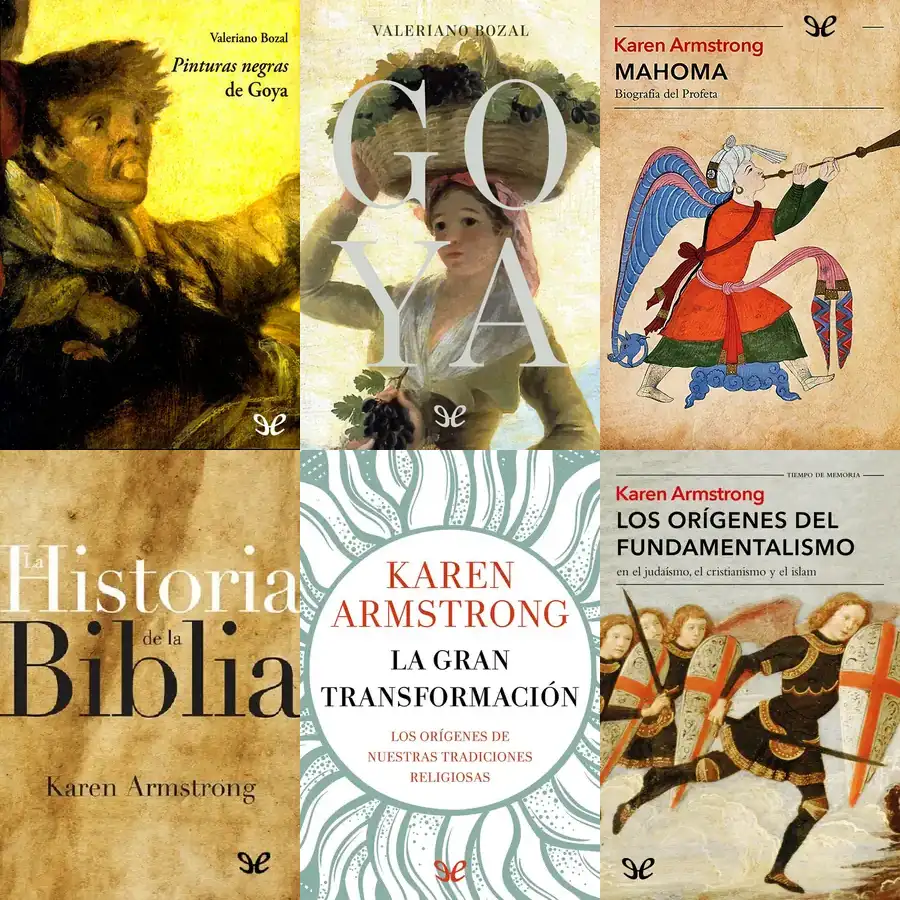 Valeriano Bozal
Pinturas negras
de Goya
VALERIANO BOZAL
GO
YA
Karen Armstrong
MAHOMA
Biografía del Profeta
La
Historia
de la
Biblia
Karen Armstrong
KAREN
ARMSTRONG
LA GRAN
TRANSFORMACIÓN
LOS ORÍGENES DE
NUESTRAS TRADICIONES
RELIGIOSAS
TIEMPO DE MEMORIA
Karen Armstrong
LOS ORÍGENES DEL
FUNDAMENTALISMO
en el judaísmo, el cristianismo y el islam